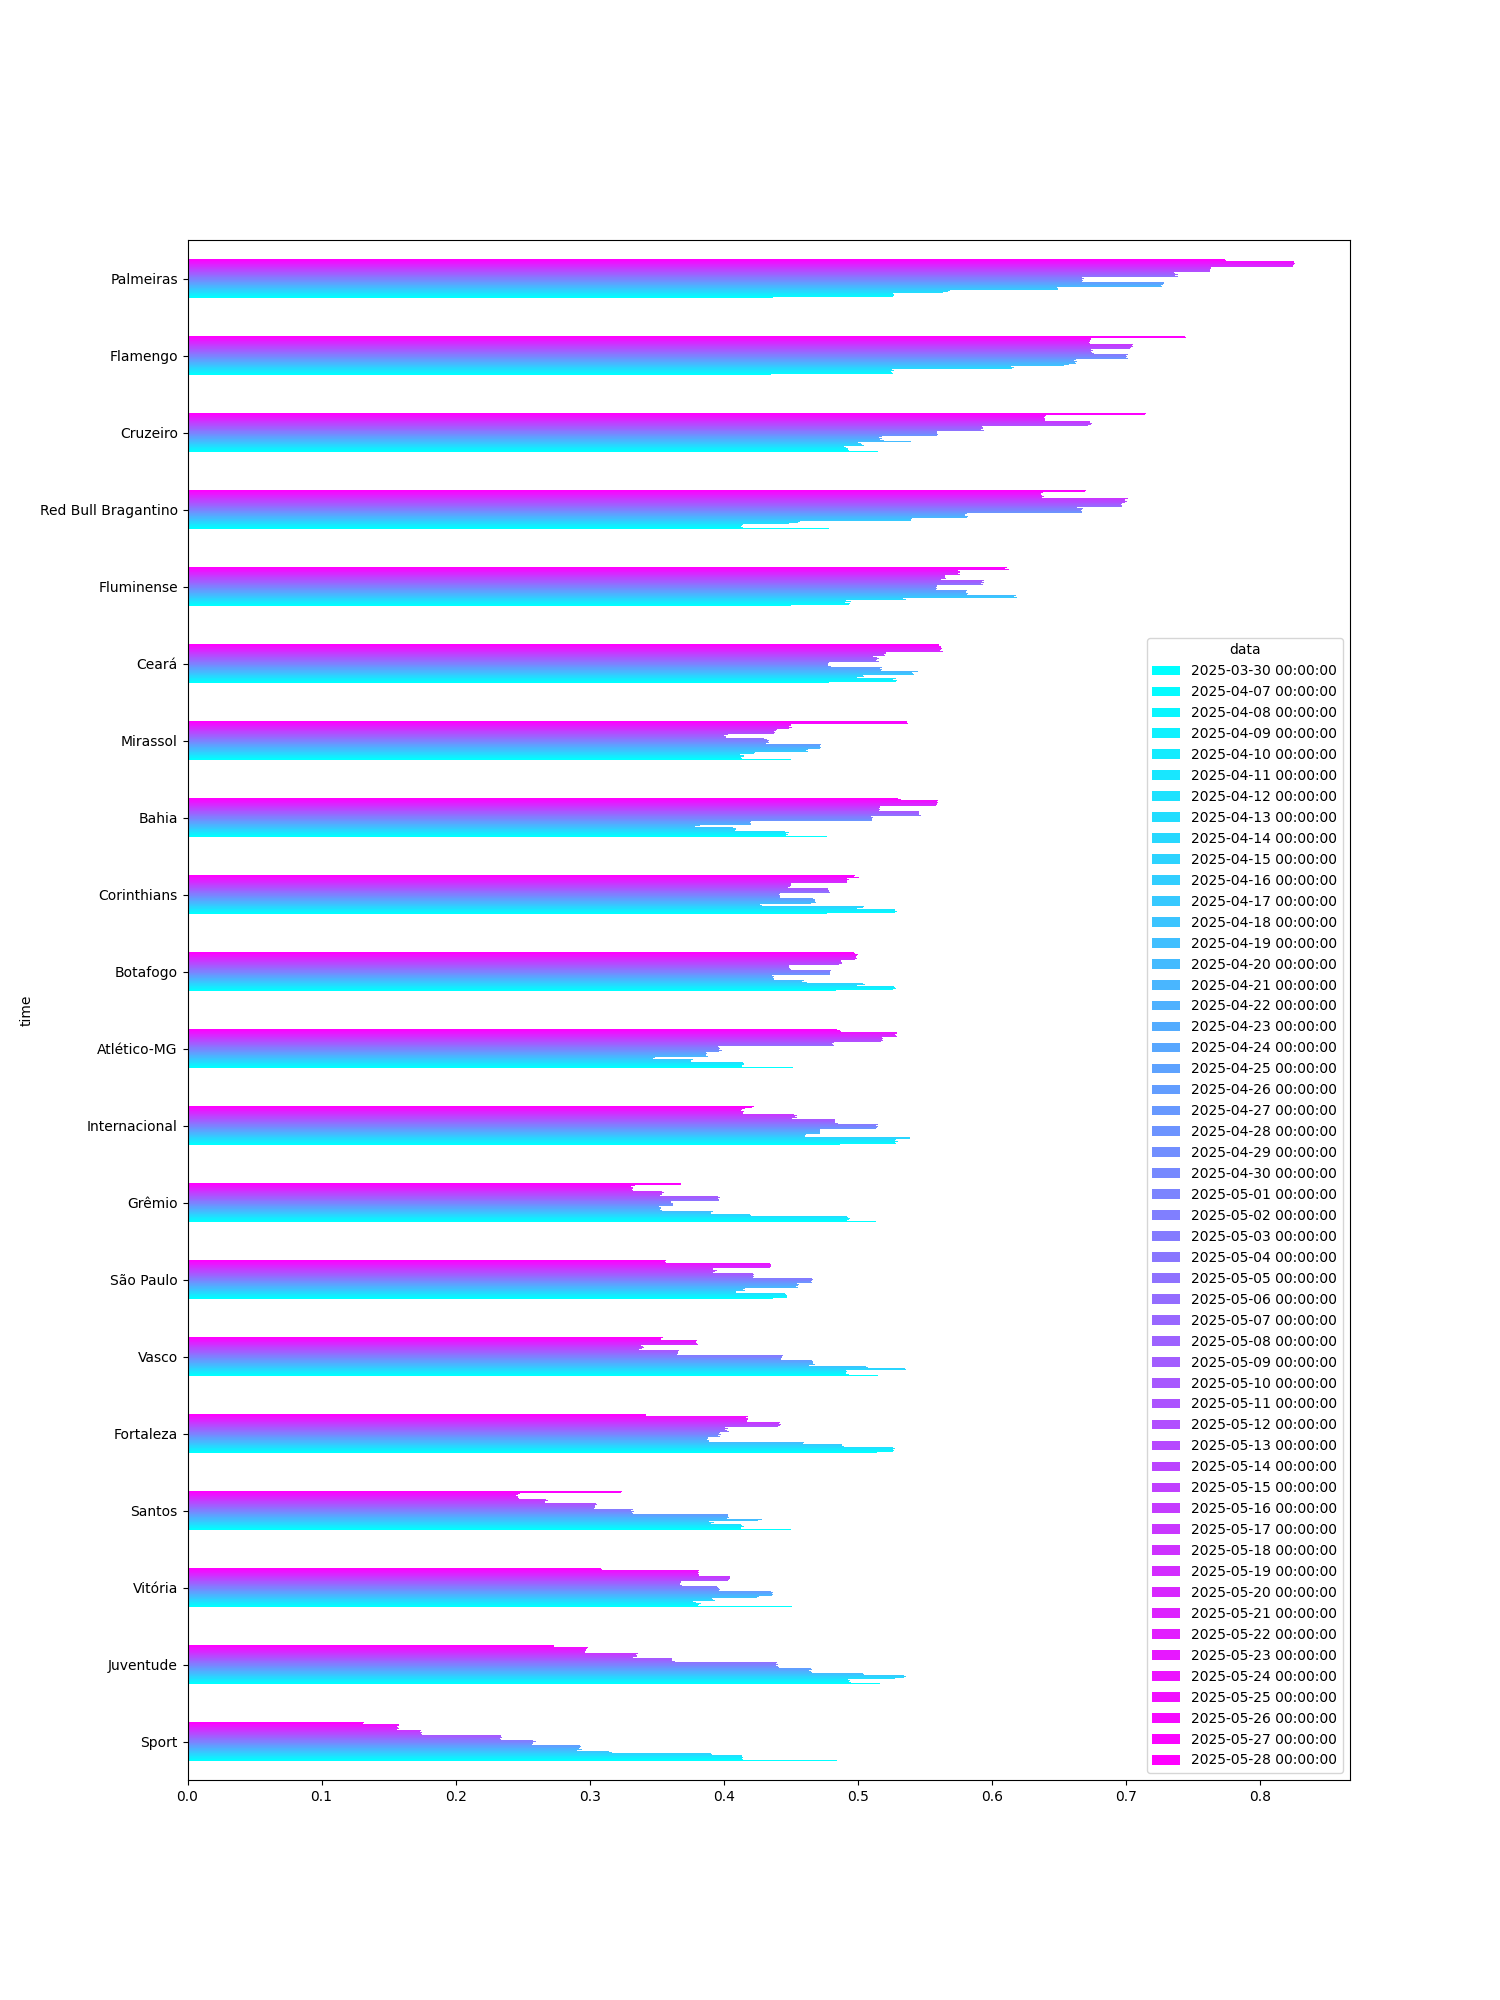 Palmeiras
Flamengo
Cruzeiro
Red Bull Bragantino
Fluminense
Ceará
Mirassol
Bahia
Corinthians
Botafogo
Atlético-MG
Internacional
Grêmio
São Paulo
Vasco
Fortaleza
Santos
Vitória
Juventude
Sport
time
0.0 0.1 0.2 0.3 0.4 0.5 0.6 0.7 0.8
data
2025-03-30 00:00:00
2025-04-07 00:00:00
2025-04-08 00:00:00
2025-04-09 00:00:00
2025-04-10 00:00:00
2025-04-11 00:00:00
2025-04-12 00:00:00
2025-04-13 00:00:00
2025-04-14 00:00:00
2025-04-15 00:00:00
2025-04-16 00:00:00
2025-04-17 00:00:00
2025-04-18 00:00:00
2025-04-19 00:00:00
2025-04-20 00:00:00
2025-04-21 00:00:00
2025-04-22 00:00:00
2025-04-23 00:00:00
2025-04-24 00:00:00
2025-04-25 00:00:00
2025-04-26 00:00:00
2025-04-27 00:00:00
2025-04-28 00:00:00
2025-04-29 00:00:00
2025-04-30 00:00:00
2025-05-01 00:00:00
2025-05-02 00:00:00
2025-05-03 00:00:00
2025-05-04 00:00:00
2025-05-05 00:00:00
2025-05-06 00:00:00
2025-05-07 00:00:00
2025-05-08 00:00:00
2025-05-09 00:00:00
2025-05-10 00:00:00
2025-05-11 00:00:00
2025-05-12 00:00:00
2025-05-13 00:00:00
2025-05-14 00:00:00
2025-05-15 00:00:00
2025-05-16 00:00:00
2025-05-17 00:00:00
2025-05-18 00:00:00
2025-05-19 00:00:00
2025-05-20 00:00:00
2025-05-21 00:00:00
2025-05-22 00:00:00
2025-05-23 00:00:00
2025-05-24 00:00:00
2025-05-25 00:00:00
2025-05-26 00:00:00
2025-05-27 00:00:00
2025-05-28 00:00:00